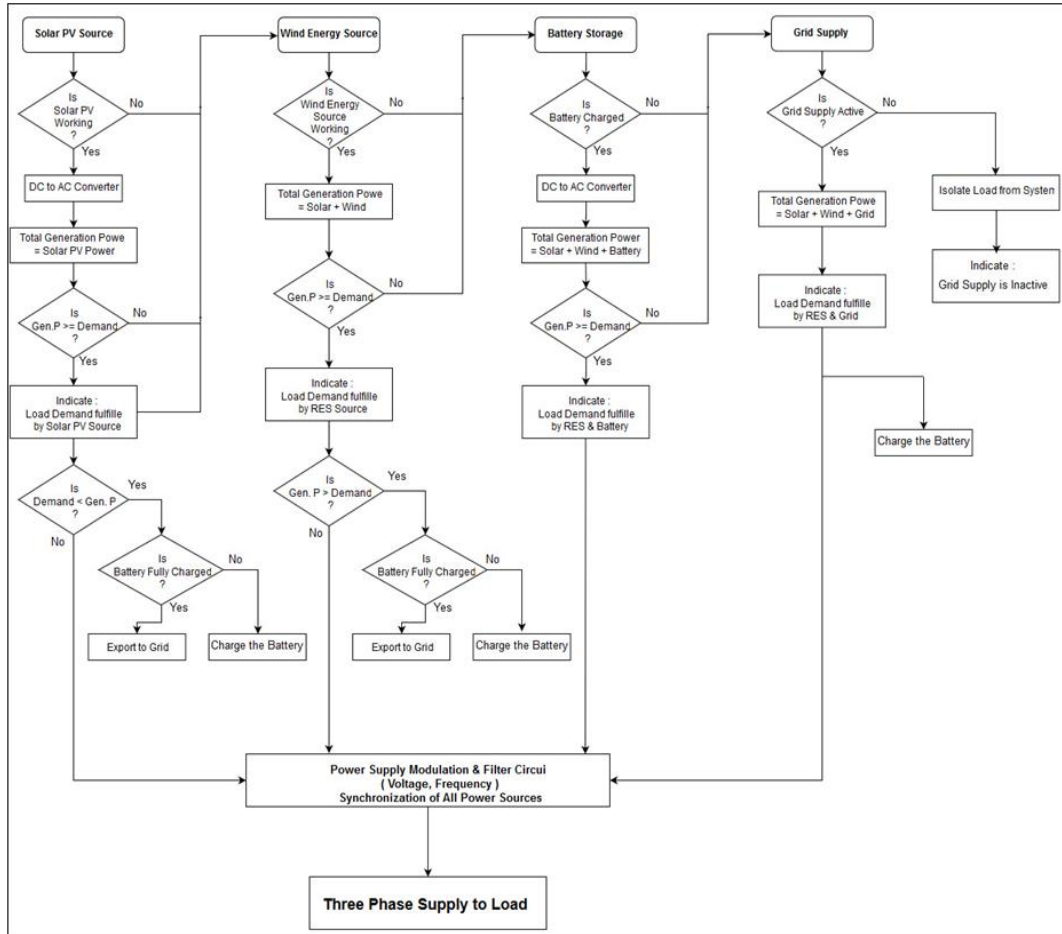 Solar PV Source
Is
Solar PV
Working
?
No
Yes
DC to AC Converter
Total Generation Powe
= Solar PV Power
Is
Gen.P >= Demand
?
No
Yes
Indicate :
Load Demand fulfille
by Solar PV Source
Is
Demand < Gen. P
?
Yes
No
Is
Battery Fully Charged
?
No
Yes
Export to Grid
Charge the Battery
Wind Energy Source
Is
Wind Energy
Source
Working
?
No
Yes
Total Generation Powe
= Solar + Wind
Is
Gen.P >= Demand
?
No
Yes
Indicate :
Load Demand fulfille
by RES Source
Is
Gen. P > Demand
?
Yes
No
Is
Battery Fully Charged
?
No
Yes
Export to Grid
Charge the Battery
Battery Storage
Is
Battery Charged
?
No
Yes
DC to AC Converter
Total Generation Power
= Solar + Wind + Battery
Is
Gen.P >= Demand
?
No
Yes
Indicate :
Load Demand fulfille
by RES & Battery
Grid Supply
Is
Grid Supply Active
?
No
Yes
Total Generation Powe
= Solar + Wind + Grid
Indicate :
Load Demand fulfille
by RES & Grid
Isolate Load from Systen
Indicate :
Grid Supply is Inactive
Charge the Battery
Power Supply Modulation & Filter Circui
( Voltage, Frequency )
Synchronization of All Power Sources
Three Phase Supply to Load